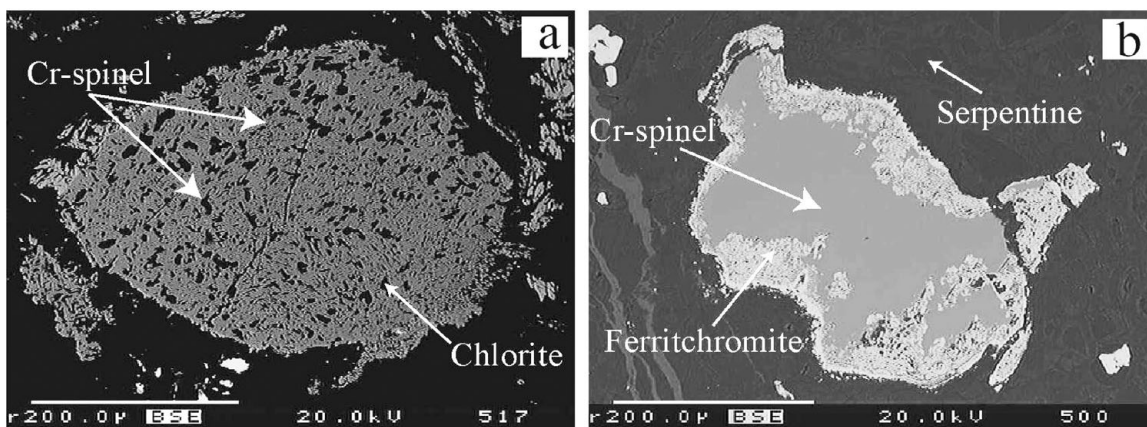 a
Cr-spinel
Chlorite
r200.0μ BSE 20.0kV 517
b
Serpentine
Cr-spinel
Ferritchromite
r200.0μ BSE 20.0kV 500